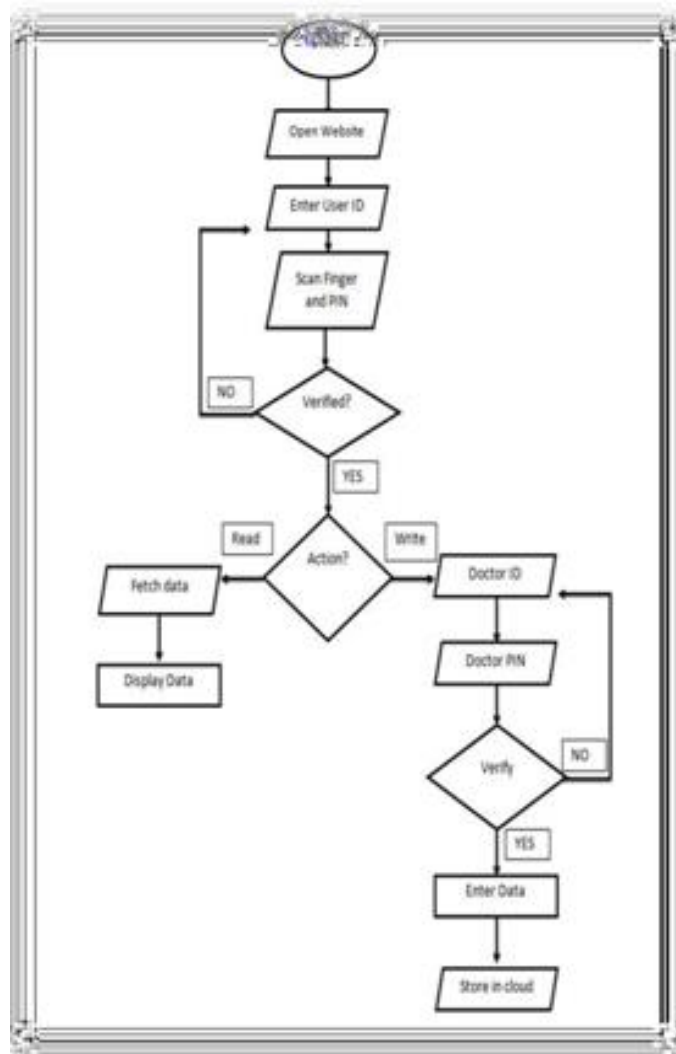 Open Website
Enter User ID
Scan Finger
and PIN
Verified?
NO
YES
Read
Action?
Write
Fetch data
Doctor ID
Display Data
Doctor PIN
Verify
NO
YES
Enter Data
Store in cloud